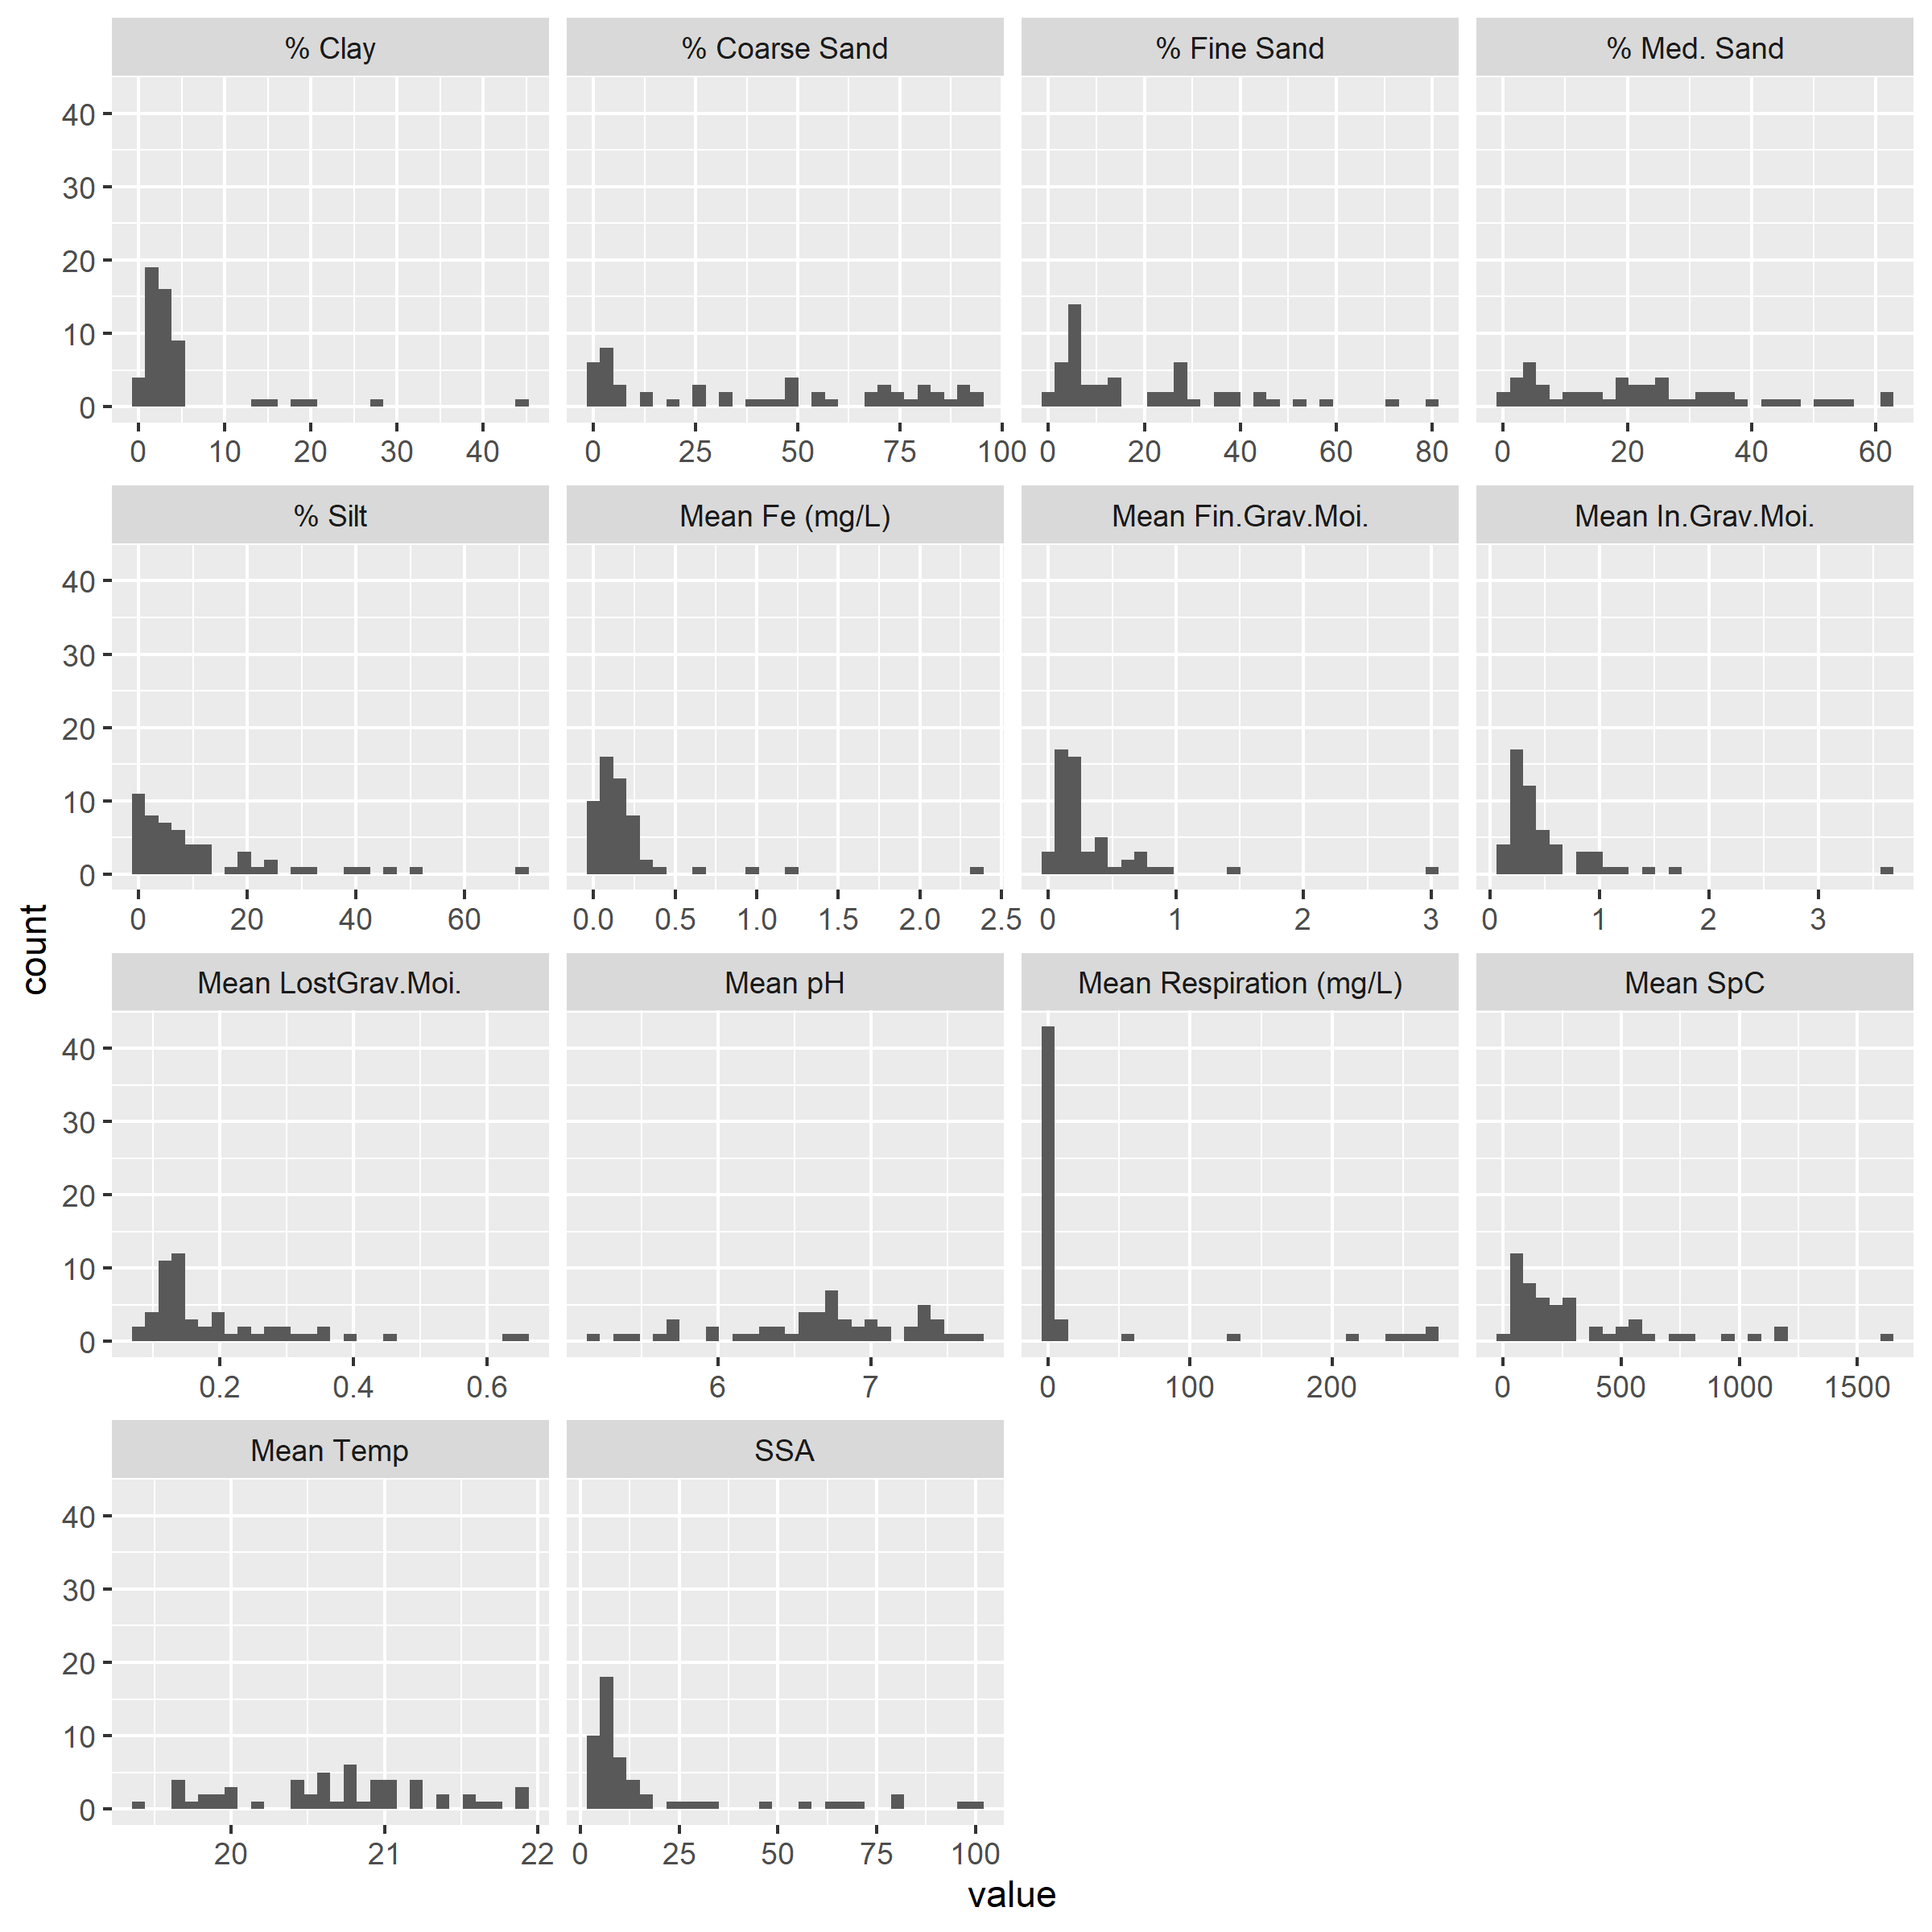 % Clay % Coarse Sand % Fine Sand % Med. Sand
40
30
20
10
0
0 10 20 30 40 0 25 50 75 100 0 20 40 60 80 0 20 40 60
% Silt Mean Fe (mg/L) Mean Fin.Grav.Moi. Mean In.Grav.Moi.
40
30
20
10
0
0 20 40 60 0.0 0.5 1.0 1.5 2.0 2.5 0 1 2 3 0 1 2 3
count
Mean LostGrav.Moi. Mean pH Mean Respiration (mg/L) Mean SpC
40
30
20
10
0
0.2 0.4 0.6 6 7 0 100 200 0 500 1000 1500
Mean Temp SSA
40
30
20
10
0
20 21 22 0 25 50 75 100
value